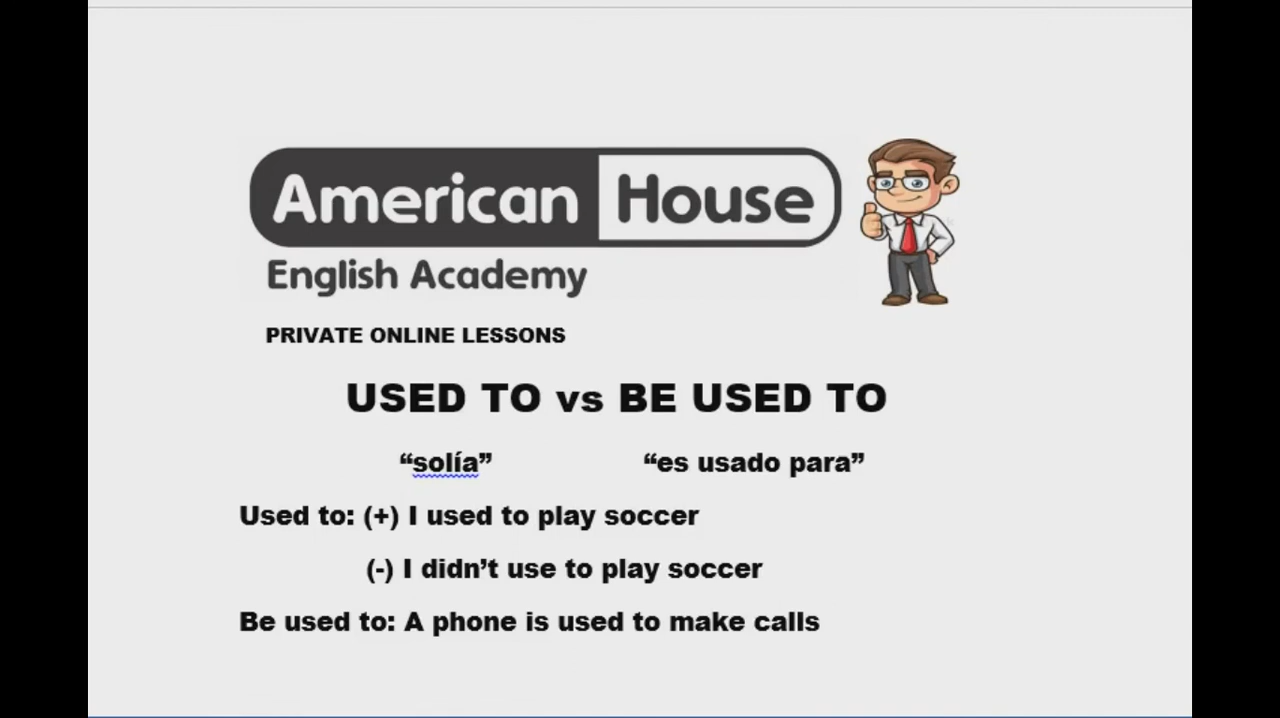 American House
English Academy
PRIVATE ONLINE LESSONS
USED TO vs BE USED TO
“solía” “es usado para”
Used to: (+) I used to play soccer
(-) I didn’t use to play soccer
Be used to: A phone is used to make calls